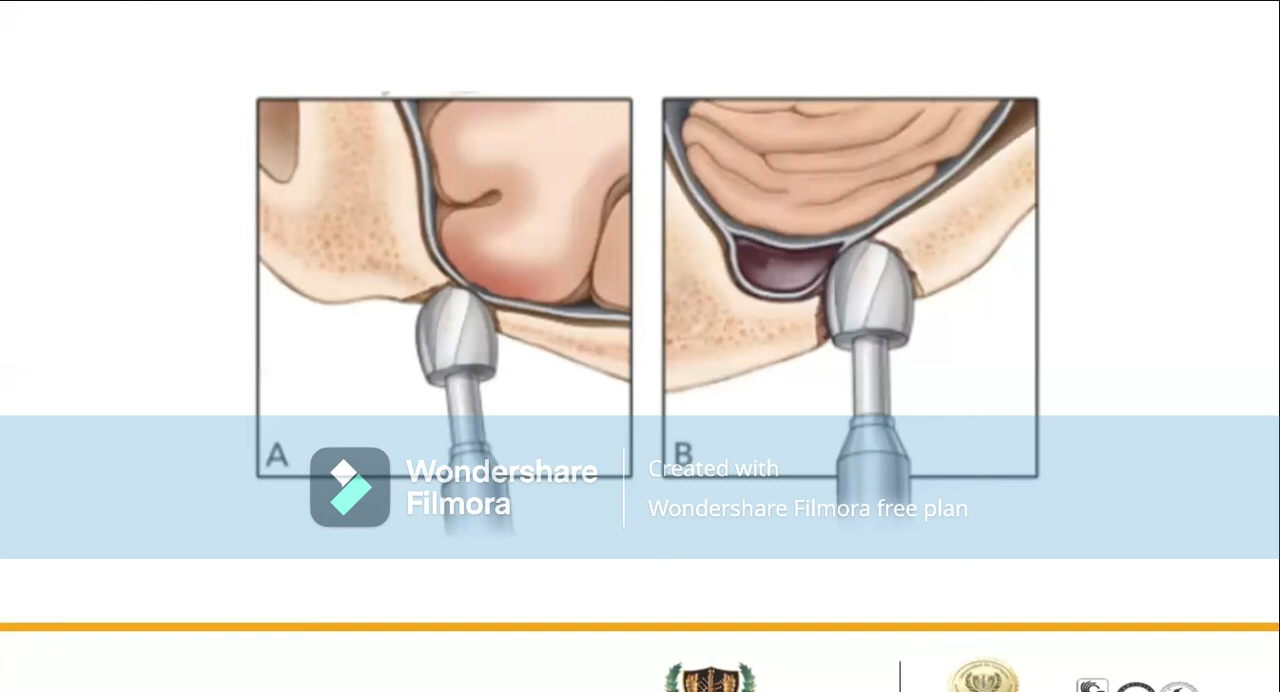 A
B
Wondershare
Filmora
Created with
Wondershare Filmora free plan